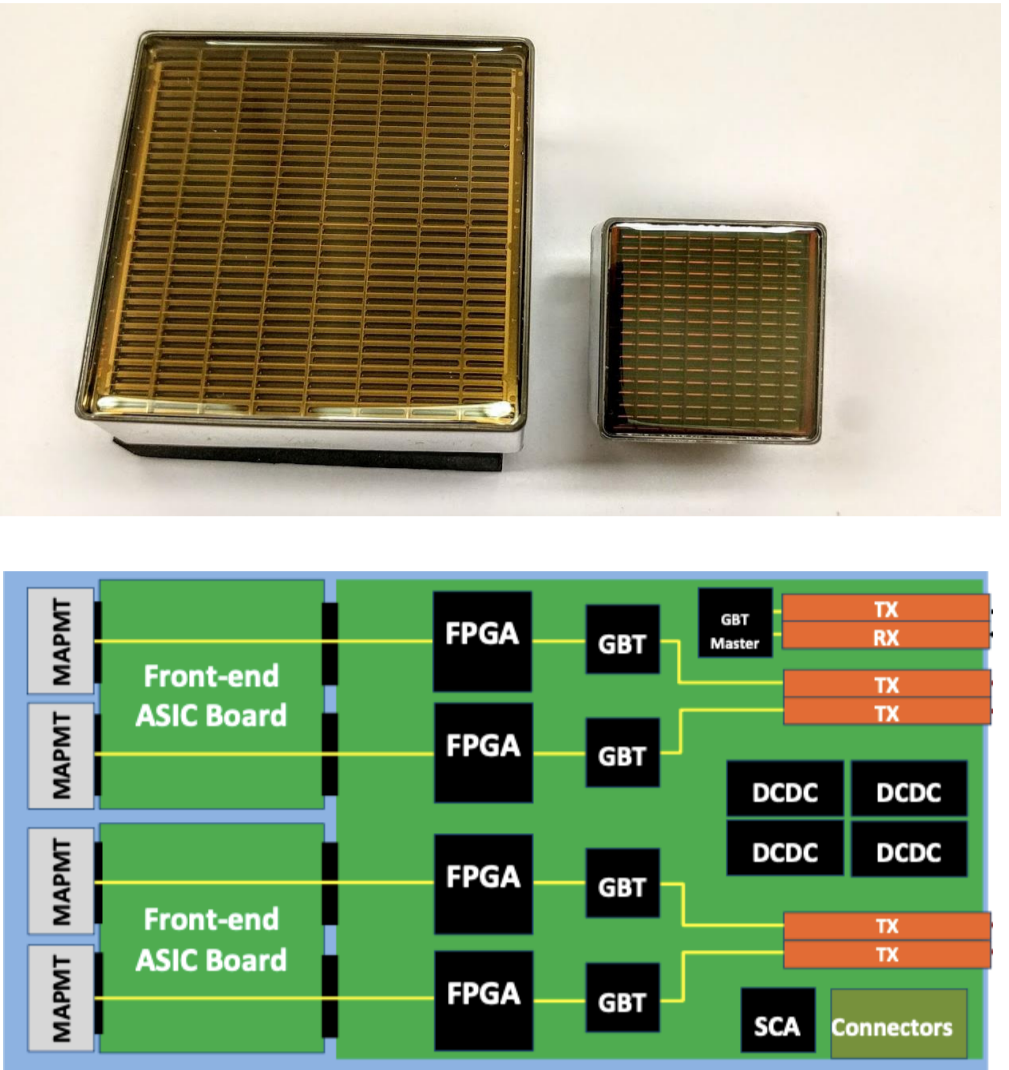 MAPMT
Front-end
ASIC Board
FPGA
GBT
GBT
Master
TX
RX
TX
TX
MAPMT
FPGA
GBT
DCDC
DCDC
DCDC
DCDC
MAPMT
Front-end
ASIC Board
FPGA
GBT
TX
TX
MAPMT
FPGA
GBT
SCA
Connectors